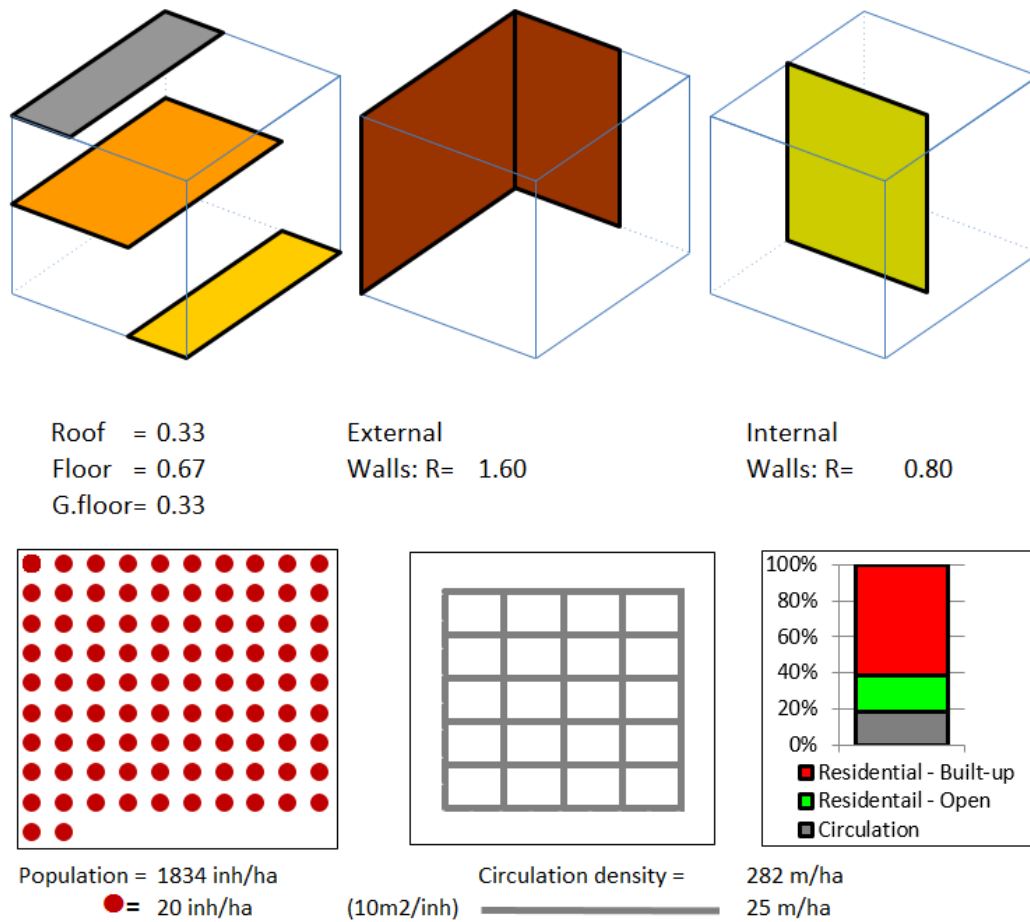 Roof = 0.33
Floor = 0.67
G.floor= 0.33
External
Walls: R= 1.60
Internal
Walls: R= 0.80
100%
80%
60%
40%
20%
0%
Residential - Built-up
Residentail - Open
Circulation
Population = 1834 inh/ha
= 20 inh/ha
(10m2/inh)
Circulation density = 282 m/ha
25 m/ha